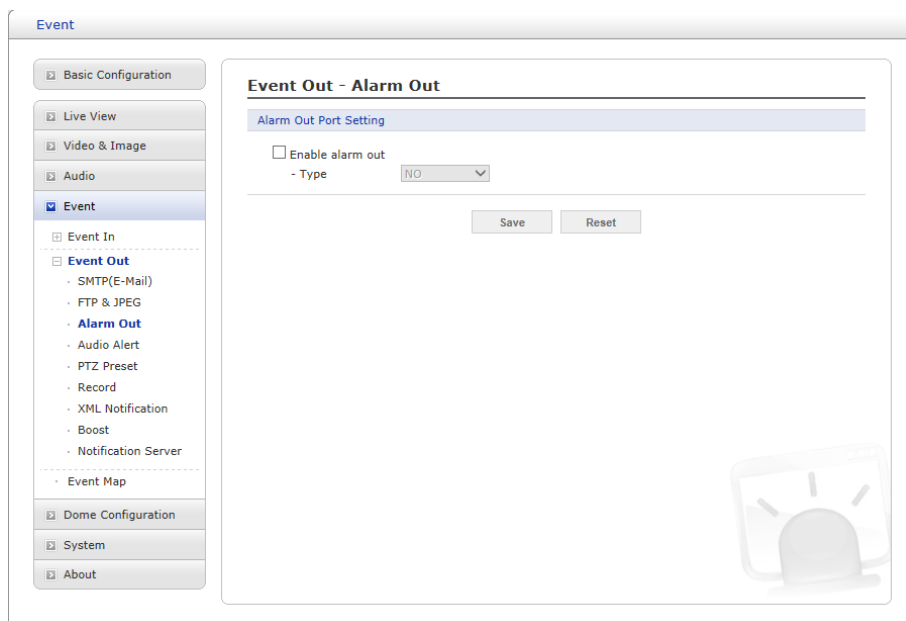 Event
Basic Configuration
Live View
Video & Image
Audio
Event
Event In
Event Out
SMTP(E-Mail)
FTP & JPEG
Alarm Out
Audio Alert
PTZ Preset
Record
XML Notification
Boost
Notification Server
Event Map
Dome Configuration
System
About
Event Out - Alarm Out
Alarm Out Port Setting
Enable alarm out
- Type NO
Save Reset